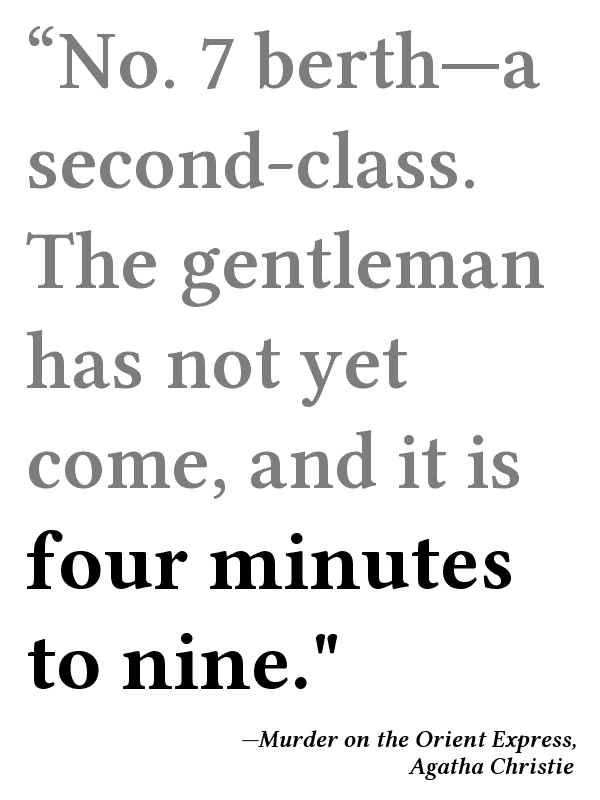 “No. 7 berth—a
second-class.
The gentleman
has not yet
come, and it is
four minutes
to nine."
—Murder on the Orient Express,
Agatha Christie